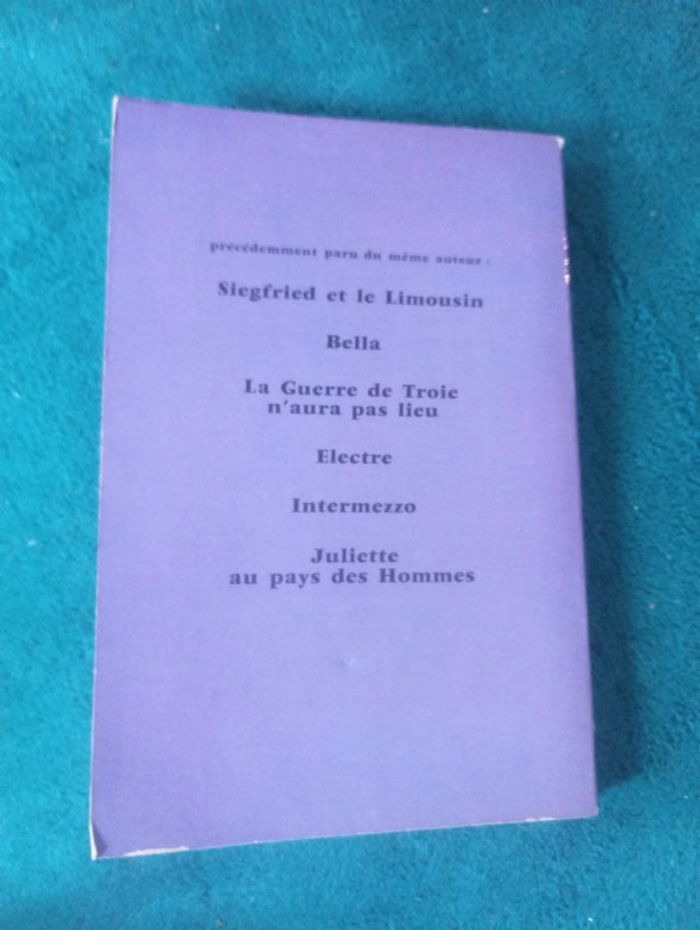 précédemment paru du même auteur :
Siegfried et le Limousin
Bella
La Guerre de Troie
n'aura pas lieu
Electre
Intermezzo
Juliette
au pays des Hommes